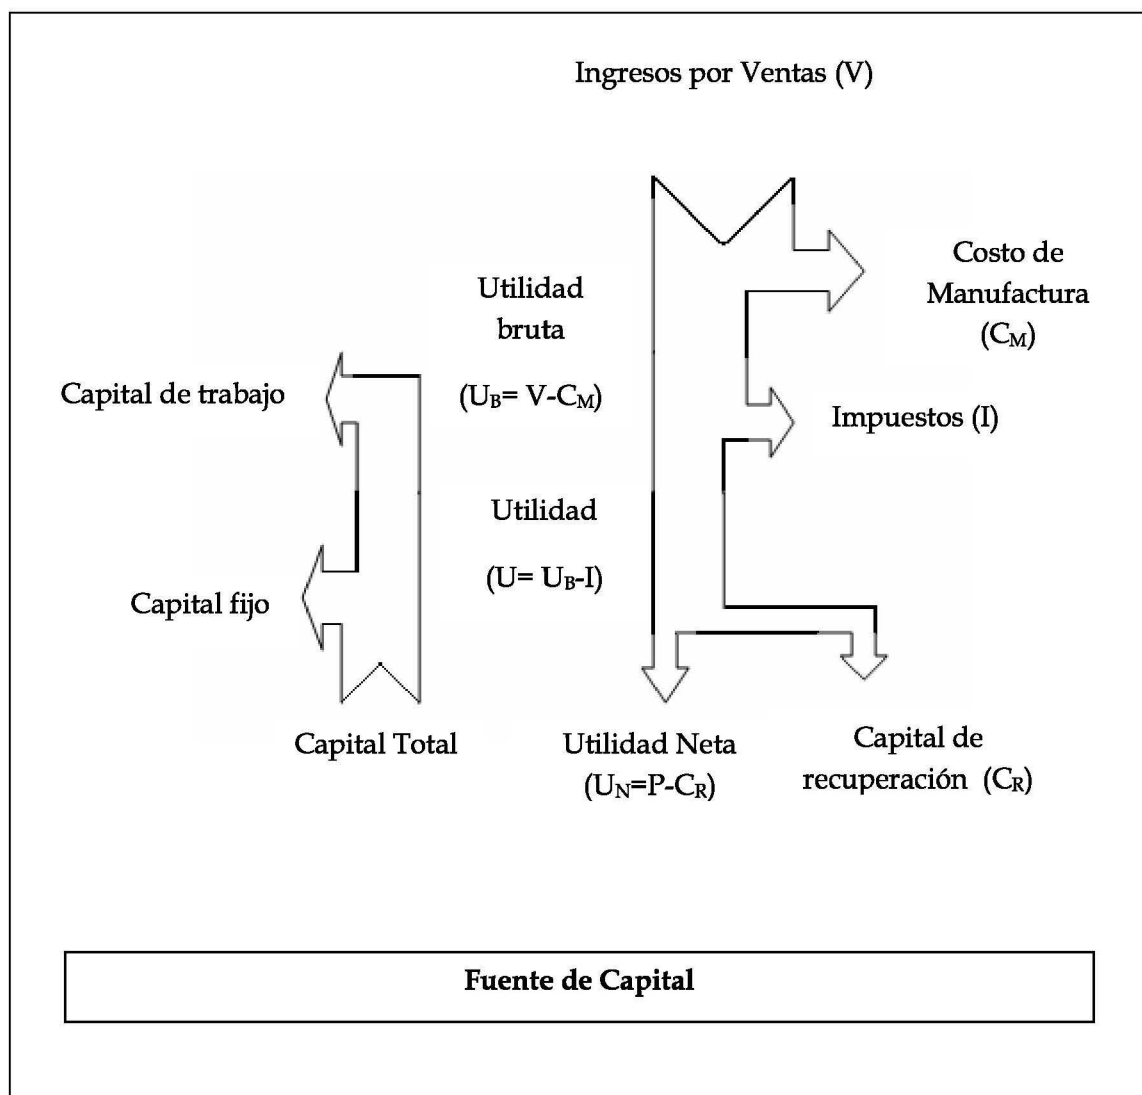 Ingresos por Ventas (V)
Costo de
Manufactura
(CM)
Utilidad
bruta
(UB= V-CM)
Capital de trabajo
Impuestos (I)
Utilidad
(U= UB-I)
Capital fijo
Capital Total
Utilidad Neta
(UN=P-CR)
Capital de
recuperación (CR)
Fuente de Capital